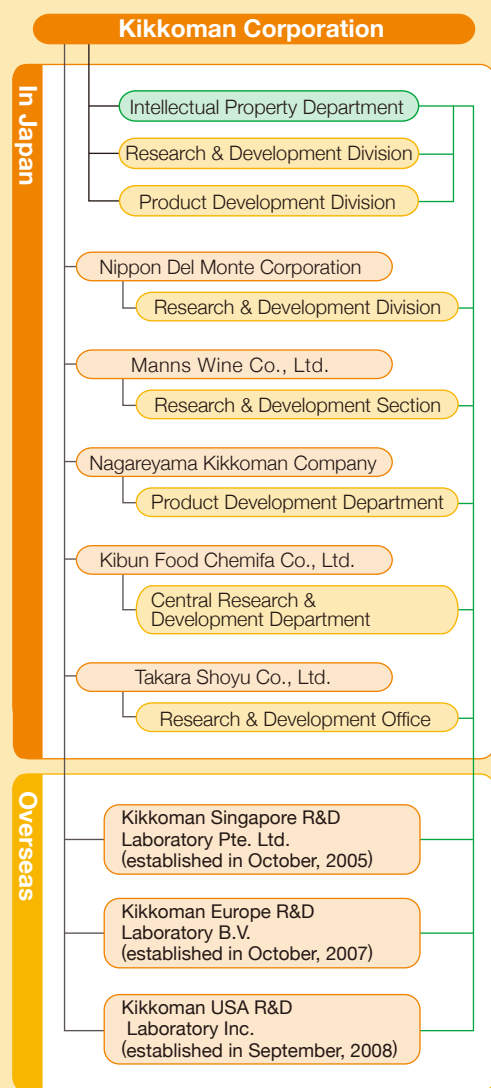 Kikkoman Corporation
In Japan
Intellectual Property Department
Research & Development Division
Product Development Division
Nippon Del Monte Corporation
Research & Development Division
Manns Wine Co., Ltd.
Research & Development Section
Nagareyama Kikkoman Company
Product Development Department
Kibun Food Chemifa Co., Ltd.
Central Research &
Development Department
Takara Shoyu Co., Ltd.
Research & Development Office
Overseas
Kikkoman Singapore R&D
Laboratory Pte. Ltd.
(established in October, 2005)
Kikkoman Europe R&D
Laboratory B.V.
(established in October, 2007)
Kikkoman USA R&D
Laboratory Inc.
(established in September, 2008)